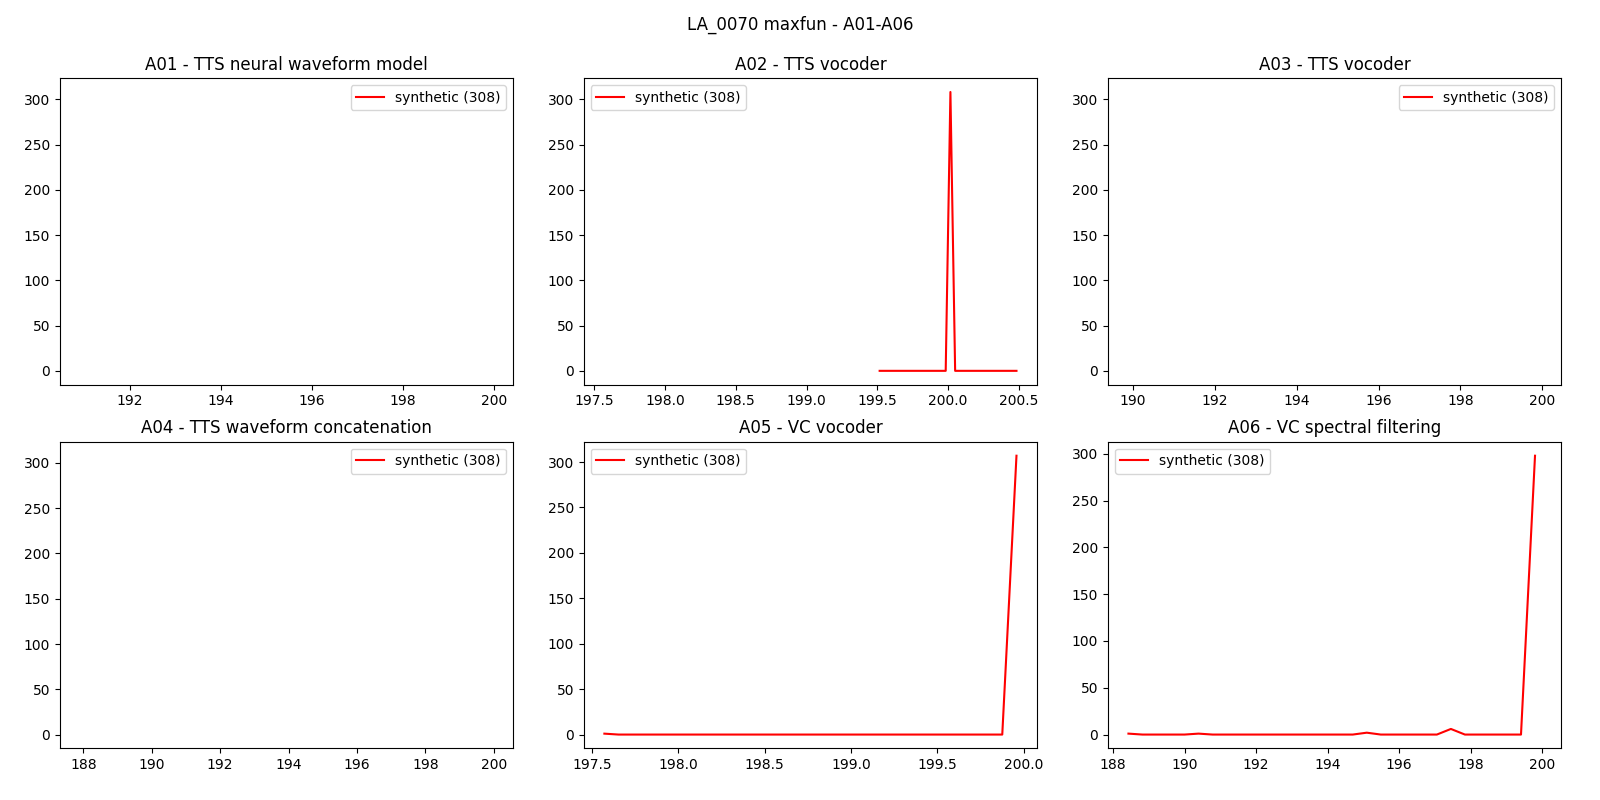 LA_0070 maxfun - A01-A06
A01 - TTS neural waveform model
synthetic (308)
300
250
200
150
100
50
0
192 194 196 198 200
A02 - TTS vocoder
synthetic (308)
300
250
200
150
100
50
0
197.5 198.0 198.5 199.0 199.5 200.0 200.5
A03 - TTS vocoder
synthetic (308)
300
250
200
150
100
50
0
190 192 194 196 198 200
A04 - TTS waveform concatenation
synthetic (308)
300
250
200
150
100
50
0
188 190 192 194 196 198 200
A05 - VC vocoder
synthetic (308)
300
250
200
150
100
50
0
197.5 198.0 198.5 199.0 199.5 200.0
A06 - VC spectral filtering
synthetic (308)
300
250
200
150
100
50
0
188 190 192 194 196 198 200